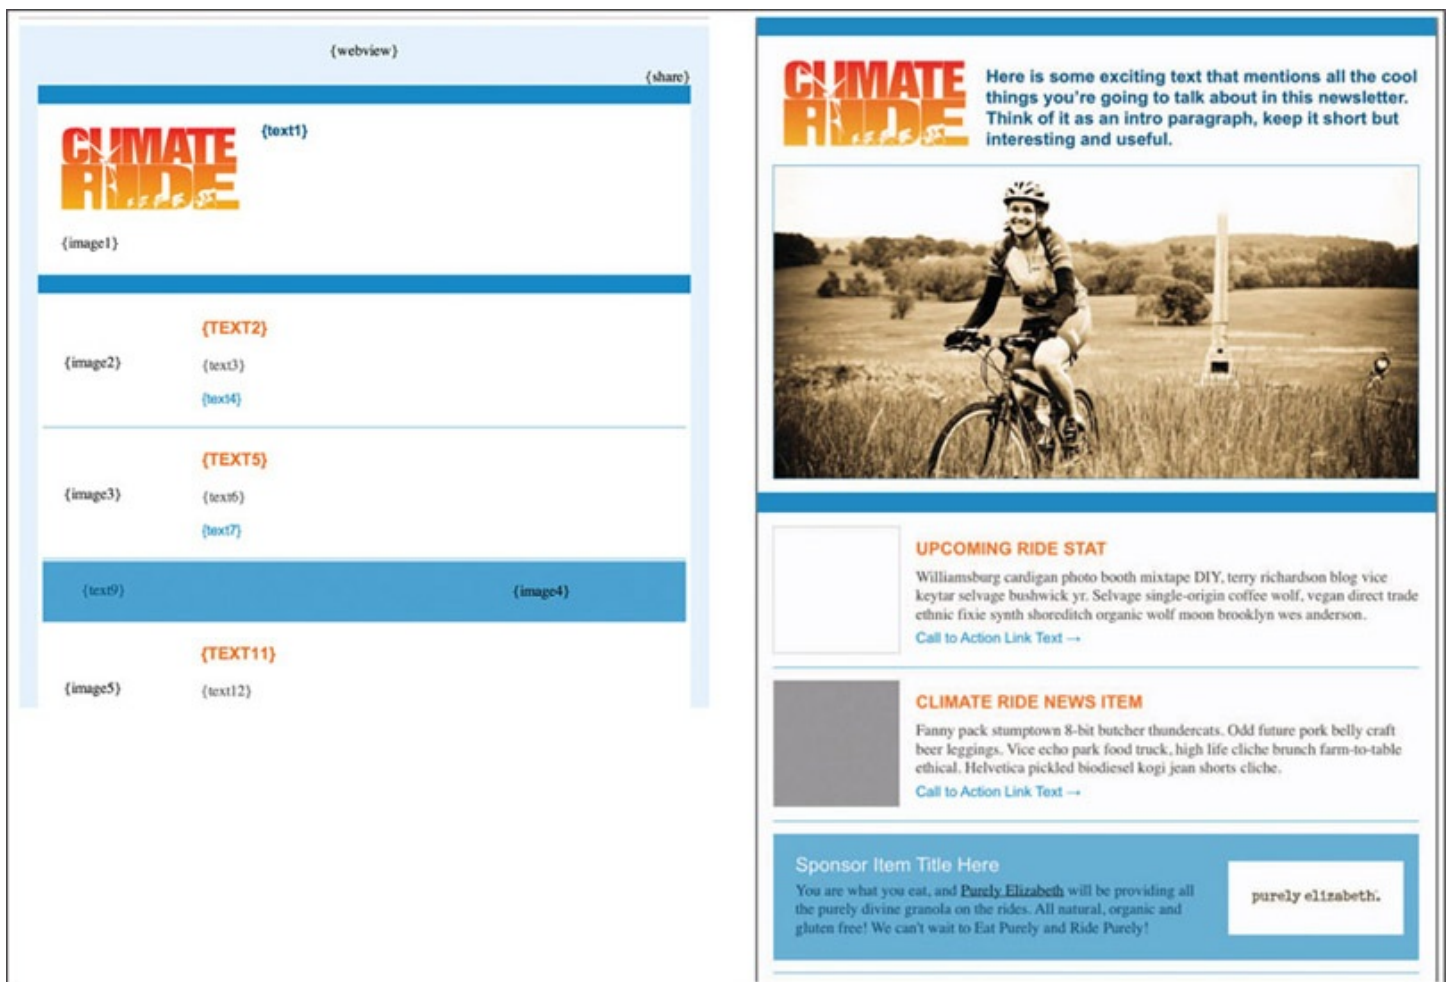 {webview}
{share}
CLIMATE
RIDE
{text1}
{image1}
{TEXT2}
{image2}
{text3}
{text4}
{TEXT5}
{image3}
{text6}
{text7}
{text9}
{image4}
{TEXT11}
{image5}
{text12}
CLIMATE
RIDE
Here is some exciting text that mentions all the cool
things you're going to talk about in this newsletter.
Think of it as an intro paragraph, keep it short but
interesting and useful.
UPCOMING RIDE STAT
Williamsburg cardigan photo booth mixtape DIY, terry richardson blog vice
keytar selvage bushwick yr. Selvage single-origin coffee wolf, vegan direct trade
ethnic fixie synth shoreditch organic wolf moon brooklyn wes anderson.
Call to Action Link Text →
CLIMATE RIDE NEWS ITEM
Fanny pack stumptown 8-bit butcher thundercats. Odd future pork belly craft
beer leggings. Vice echo park food truck, high life cliche brunch farm-to-table
ethical. Helvetica pickled biodiesel kogi jean shorts cliche.
Call to Action Link Text →
Sponsor Item Title Here
You are what you eat, and Purely Elizabeth will be providing all
the purely divine granola on the rides. All natural, organic and
gluten free! We can't wait to Eat Purely and Ride Purely!
purely elizabeth.